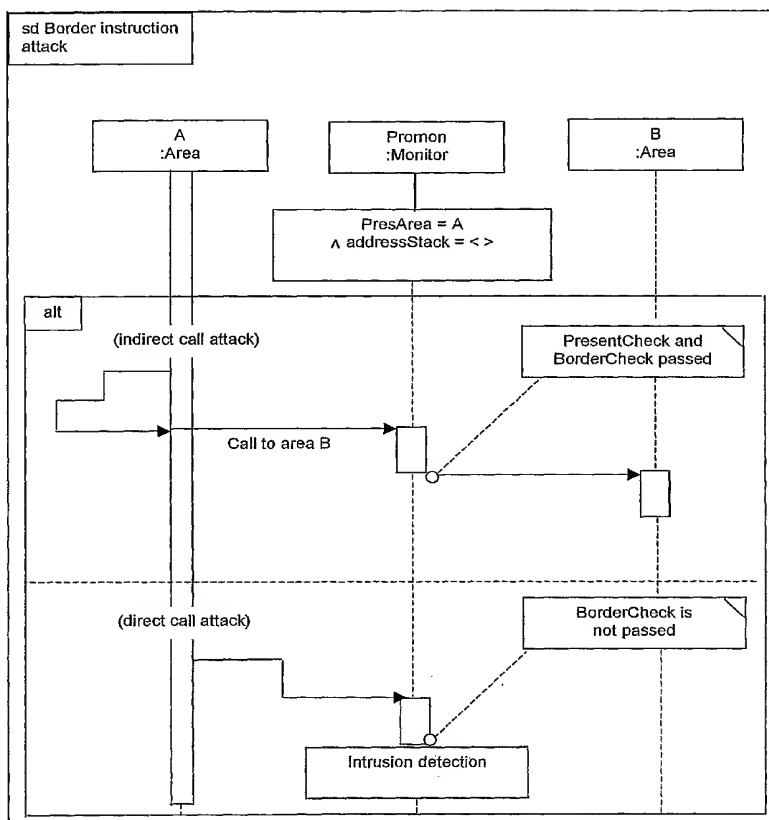 sd Border instruction
attack
A
:Area
Promon
:Monitor
B
:Area
PresArea = A
∧ addressStack = < >
alt
(indirect call attack)
PresentCheck and
BorderCheck passed
Call to area B
(direct call attack)
BorderCheck is
not passed
Intrusion detection